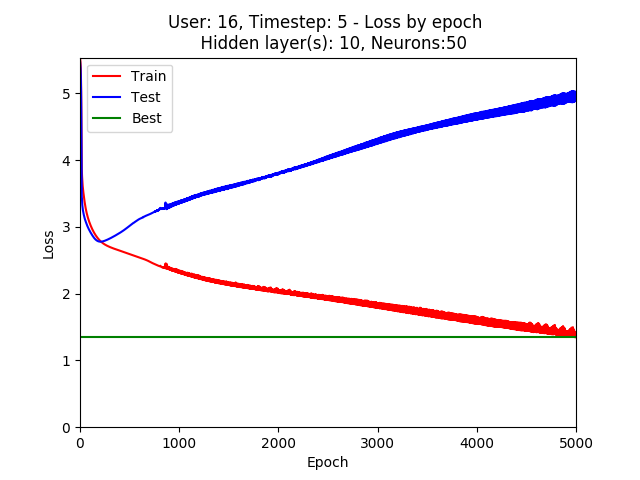 User: 16, Timestep: 5 - Loss by epoch
Hidden layer(s): 10, Neurons:50
Train
Test
Best
5
4
3
2
1
0
Loss
0 1000 2000 3000 4000 5000
Epoch